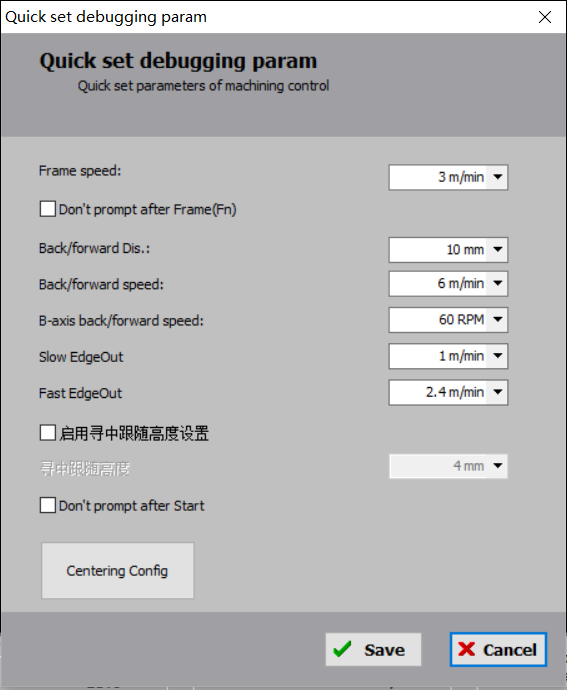 Quick set debugging param
Quick set debugging param
Quick set parameters of machining control
Frame speed: 3 m/min
Don't prompt after Frame(Fn)
Back/forward Dis.: 10 mm
Back/forward speed: 6 m/min
B-axis back/forward speed: 60 RPM
Slow EdgeOut 1 m/min
Fast EdgeOut 2.4 m/min
启用寻中跟随高度设置
寻中跟随高度 4 mm
Don't prompt after Start
Centering Config
Save Cancel